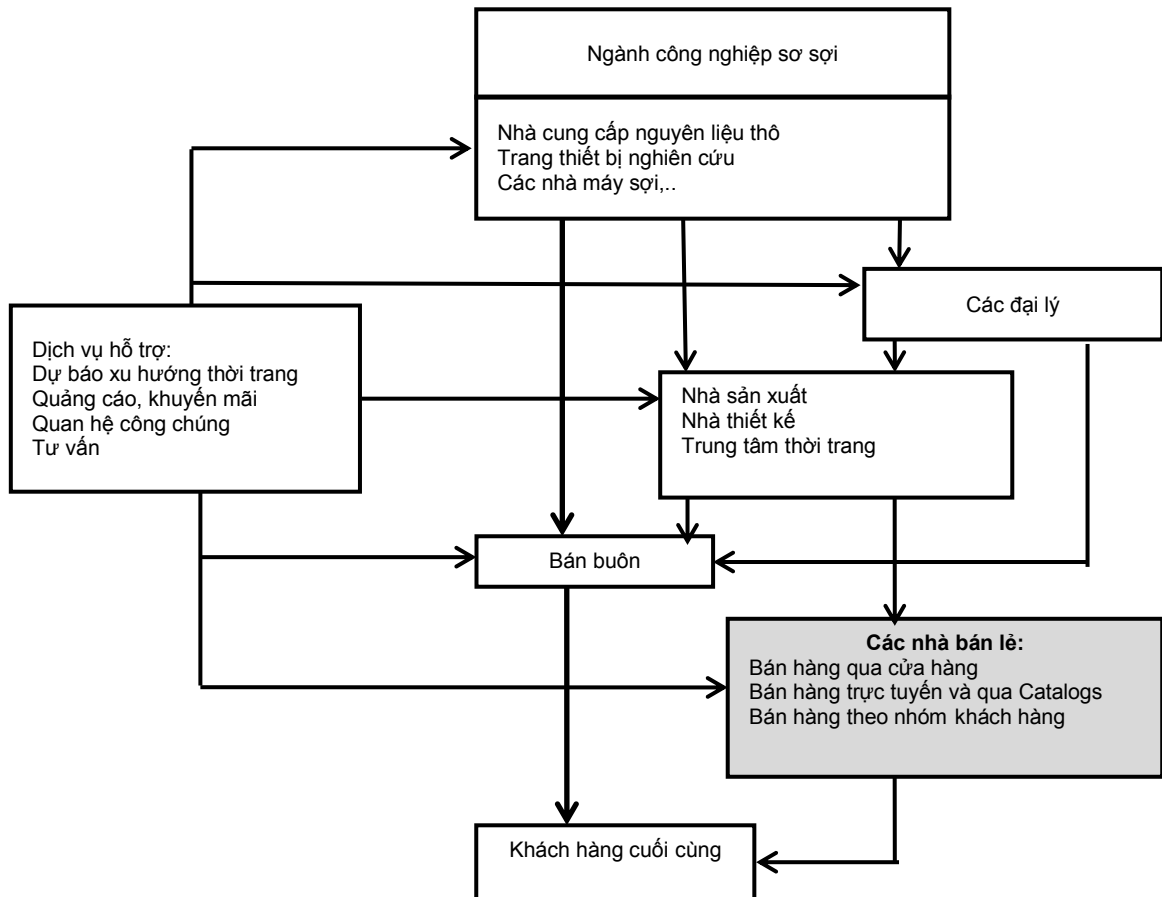 Ngành công nghiệp sơ sợi
Nhà cung cấp nguyên liệu thô
Trang thiết bị nghiên cứu
Các nhà máy sợi,..
Các đại lý
Dịch vụ hỗ trợ:
Dự báo xu hướng thời trang
Quảng cáo, khuyến mãi
Quan hệ công chúng
Tư vấn
Nhà sản xuất
Nhà thiết kế
Trung tâm thời trang
Bán buôn
Các nhà bán lẻ:
Bán hàng qua cửa hàng
Bán hàng trực tuyến và qua Catalogs
Bán hàng theo nhóm khách hàng
Khách hàng cuối cùng